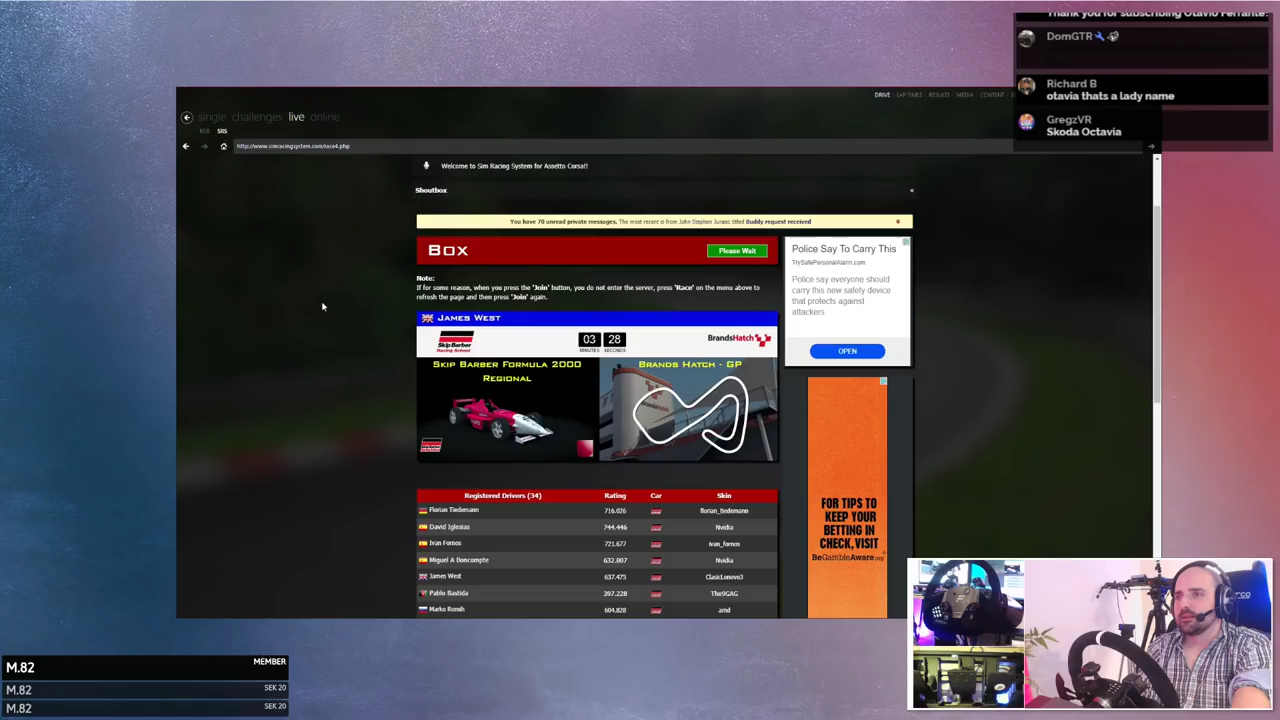 Thank you for subscribing Otavio Ferrante!
DomGTR
Richard B
otavia thats a lady name
GregzVR
Skoda Octavia
DRIVE | LAP TIMES | RESULTS | MEDIA | CONTENT |
single challenges live online
RSR SRS
http://www.simracingsystem.com/race4.php
Welcome to Sim Racing System for Assetto Corsa!!
Shoutbox
You have 70 unread private messages. The most recent is from John Stephen Jurasic titled Buddy request received
Box
Please Wait
Note:
If for some reason, when you press the 'Join' button, you do not enter the server, press 'Race' on the menu above to
refresh the page and then press 'Join' again.
James West
Skip Barber
Racing School
03 28
MINUTES SECONDS
BrandsHatch
Skip Barber Formula 2000
Regional
Brands Hatch - GP
Registered Drivers (34) Rating Car Skin
Florian Tiedemann 716.026 florian_tiedemann
David Iglesias 744.446 Nvidia
Ivan Fornos 721.677 ivan_fornos
Miguel A Boncompte 632.807 Nvidia
James West 637.475 ClasicLenovo3
Pablo Bastida 397.228 The9GAG
Marko Romih 604.828 amd
Police Say To Carry This
TrySafePersonalAlarm.com
Police say everyone should
carry this new safety device
that protects against
attackers.
OPEN
FOR TIPS TO
KEEP YOUR
BETTING IN
CHECK, VISIT
BeGambleAware.org
M.82 MEMBER
M.82 SEK 20
M.82 SEK 20